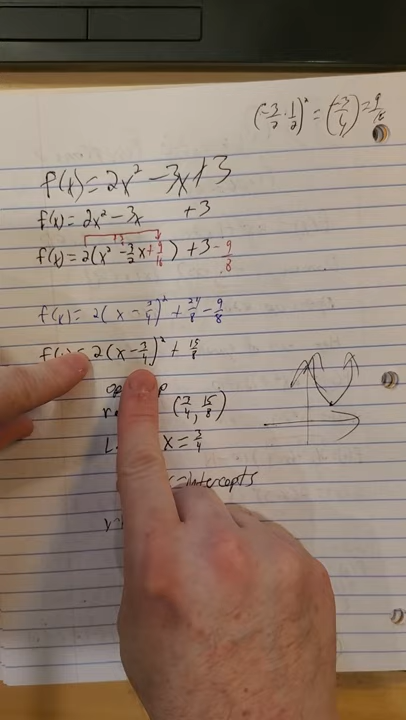 (-3/2 · 1/2)² = (-3/4)² = 9/16
f(x) = 2x² - 3x + 3
f(x) = 2x² - 3x + 3
f(x) = 2(x² - 3/2x + 9/16) + 3 - 9/8
f(x) = 2(x - 3/4)² + 24/8 - 9/8
= 2(x - 3/4)² + 15/8
(3/4, 15/8)
x = 3/4
intercepts